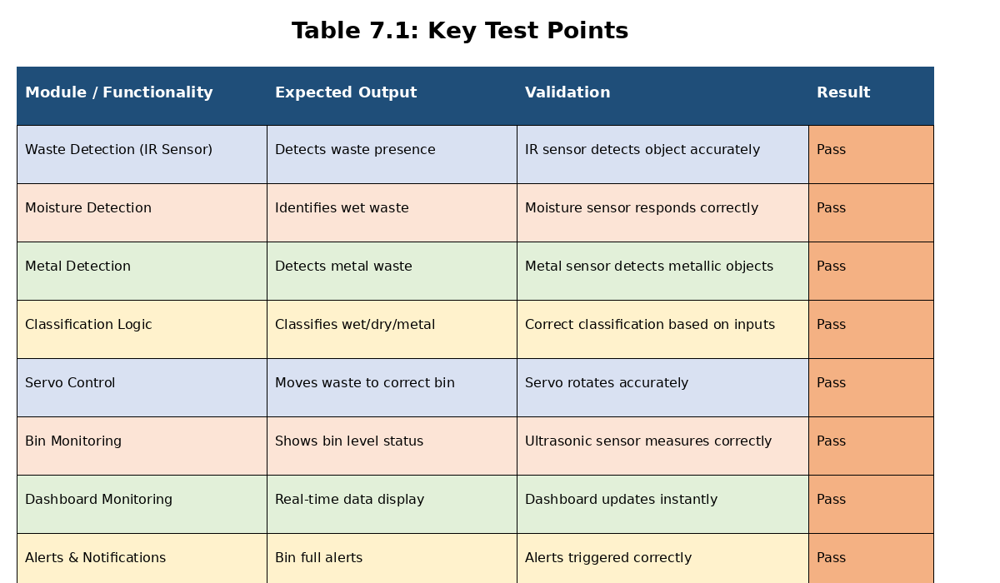 Table 7.1: Key Test Points
Module / Functionality Expected Output Validation Result
Waste Detection (IR Sensor) Detects waste presence IR sensor detects object accurately Pass
Moisture Detection Identifies wet waste Moisture sensor responds correctly Pass
Metal Detection Detects metal waste Metal sensor detects metallic objects Pass
Classification Logic Classifies wet/dry/metal Correct classification based on inputs Pass
Servo Control Moves waste to correct bin Servo rotates accurately Pass
Bin Monitoring Shows bin level status Ultrasonic sensor measures correctly Pass
Dashboard Monitoring Real-time data display Dashboard updates instantly Pass
Alerts & Notifications Bin full alerts Alerts triggered correctly Pass